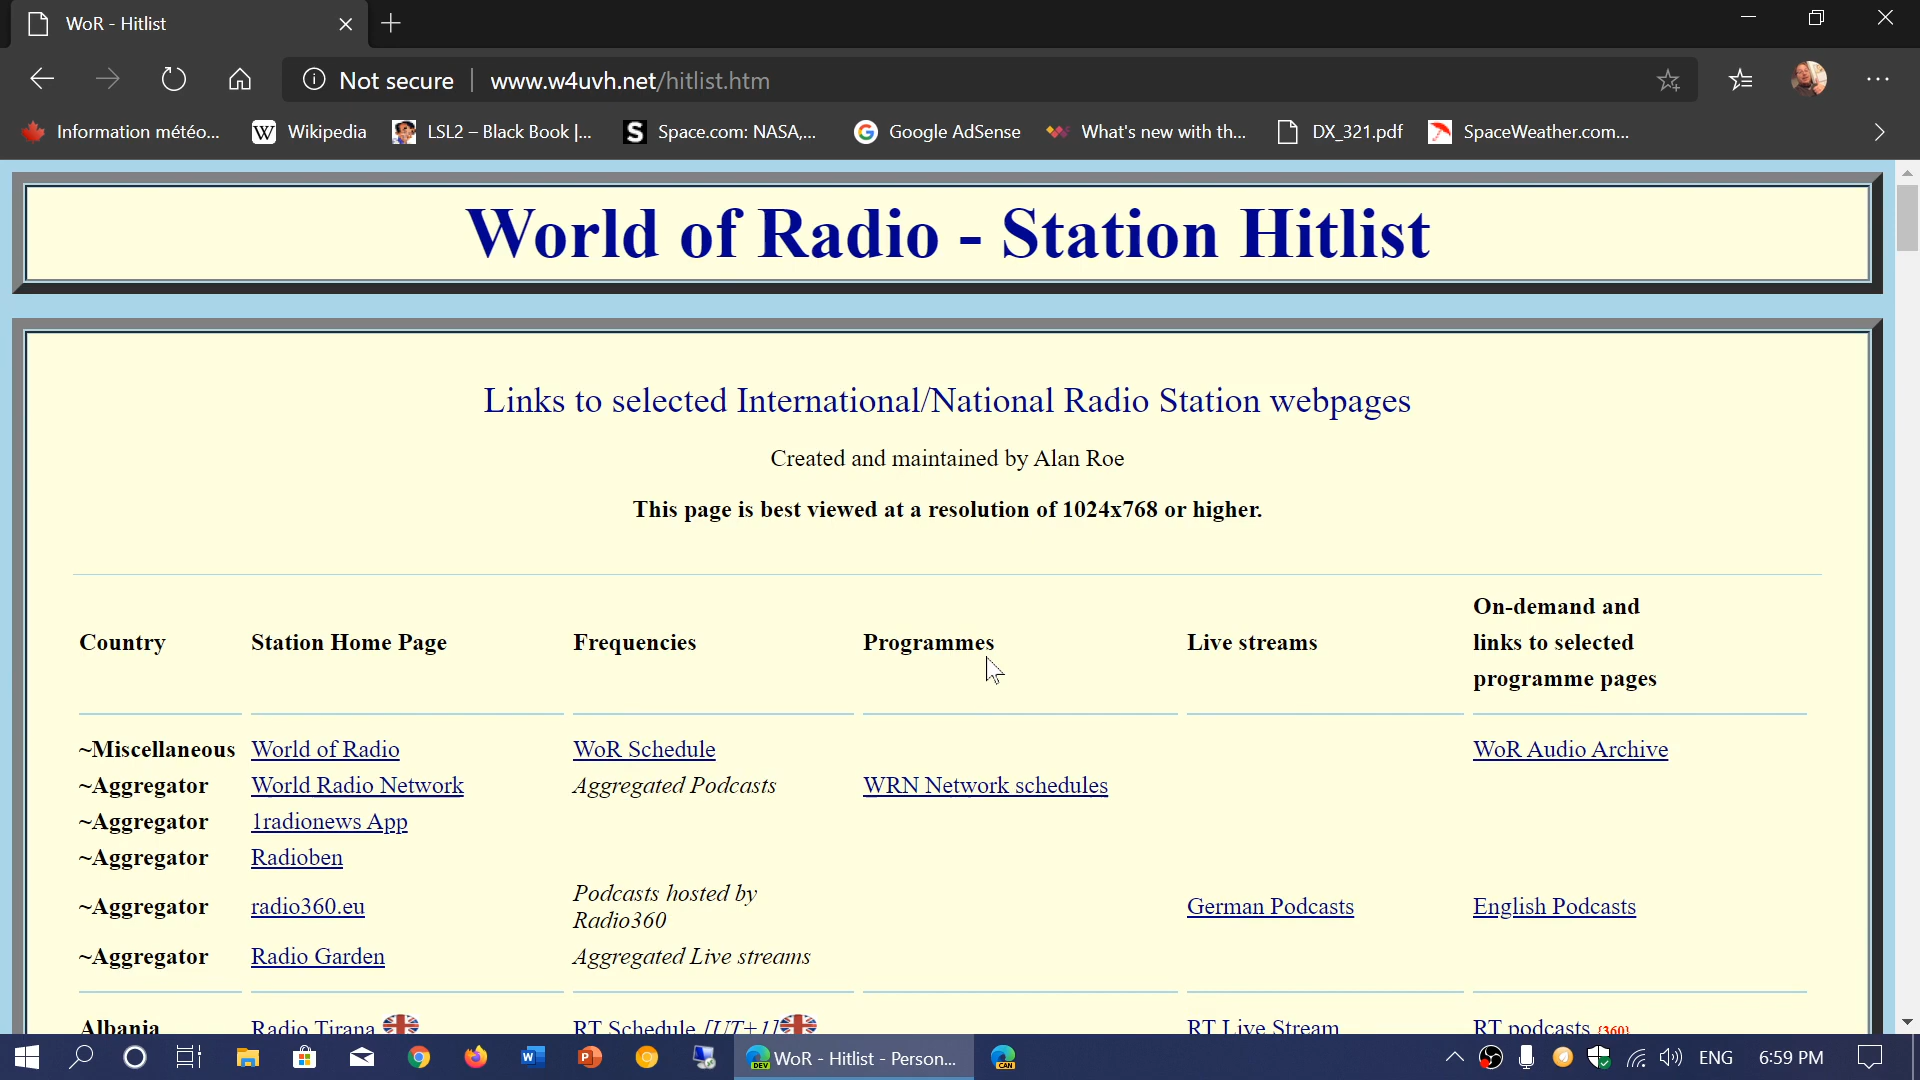 WoR - Hitlist
Not secure
www.w4uvh.net/hitlist.htm
Information météo...
Wikipedia
LSL2 – Black Book |...
Space.com: NASA,...
Google AdSense
What's new with th...
DX_321.pdf
SpaceWeather.com...
World of Radio - Station Hitlist
Links to selected International/National Radio Station webpages
Created and maintained by Alan Roe
This page is best viewed at a resolution of 1024x768 or higher.
Country Station Home Page Frequencies Programmes Live streams On-demand and
links to selected
programme pages
~Miscellaneous World of Radio WoR Schedule WoR Audio Archive
~Aggregator World Radio Network Aggregated Podcasts WRN Network schedules
~Aggregator 1radionews App
~Aggregator Radioben
~Aggregator radio360.eu Podcasts hosted by
Radio360 German Podcasts English Podcasts
~Aggregator Radio Garden Aggregated Live streams
Albania Radio Tirana RT Schedule [UT+1] RT Live Stream RT podcasts {360}
WoR - Hitlist - Person...
DEV
CAN
ENG
6:59 PM